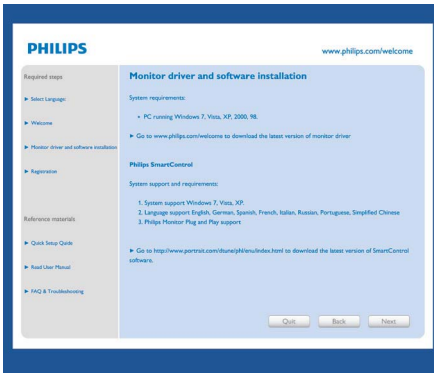 PHILIPS
www.philips.com/welcome
Required steps
► Select Language:
► Welcome
► Monitor driver and software installation
► Registration
Reference materials
► Quick Setup Guide
► Read User Manual
► FAQ & Troubleshooting
Monitor driver and software installation
System requirements:
• PC running Windows 7, Vista, XP, 2000, 98.
► Go to www.philips.com/welcome to download the latest version of monitor driver
Philips SmartControl
System support and requirements:
1. System support Windows 7, Vista, XP.
2. Language support English, German, Spanish, French, Italian, Russian, Portuguese, Simplified Chinese
3. Philips Monitor Plug and Play support
► Go to http://www.portrait.com/dtune/phl/enu/index.html to download the latest version of SmartControl
software.
Quit
Back
Next